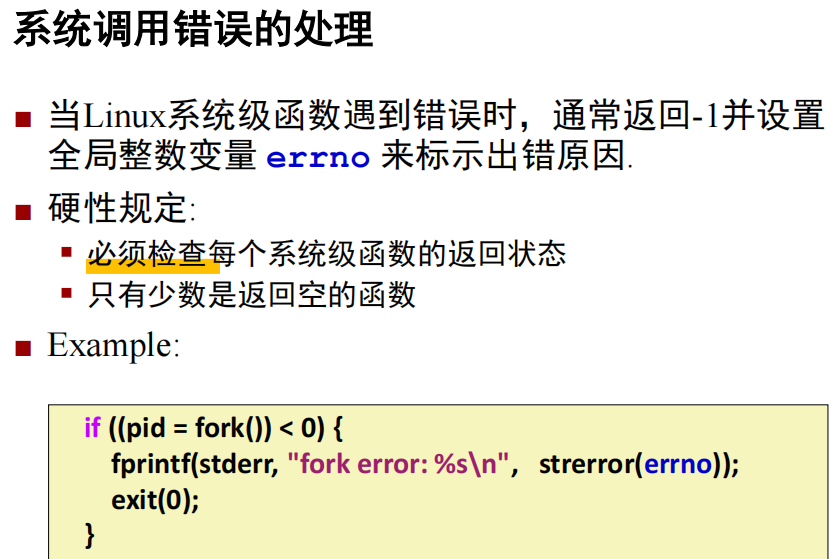 系统调用错误的处理
■ 当Linux系统级函数遇到错误时，通常返回-1并设置
全局整数变量 errno 来标示出错原因.
■ 硬性规定:
▪ 必须检查每个系统级函数的返回状态
▪ 只有少数是返回空的函数
■ Example:
if ((pid = fork()) < 0) {
fprintf(stderr, "fork error: %s\n", strerror(errno));
exit(0);
}